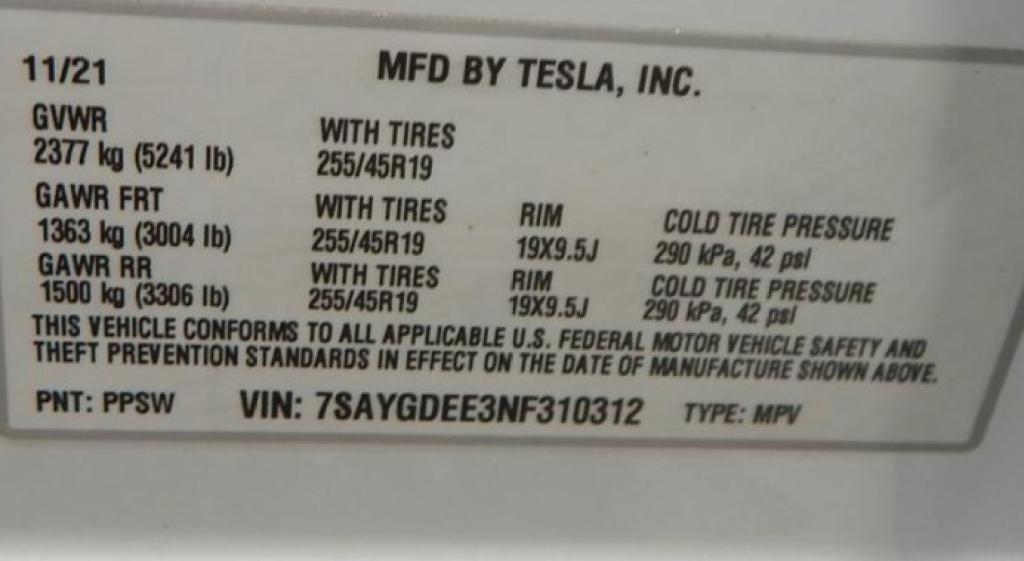 11/21 MFD BY TESLA, INC.
GVWR WITH TIRES
2377 kg (5241 lb) 255/45R19
GAWR FRT WITH TIRES RIM COLD TIRE PRESSURE
1363 kg (3004 lb) 255/45R19 19X9.5J 290 kPa, 42 psi
GAWR RR WITH TIRES RIM COLD TIRE PRESSURE
1500 kg (3306 lb) 255/45R19 19X9.5J 290 kPa, 42 psi
THIS VEHICLE CONFORMS TO ALL APPLICABLE U.S. FEDERAL MOTOR VEHICLE SAFETY AND
THEFT PREVENTION STANDARDS IN EFFECT ON THE DATE OF MANUFACTURE SHOWN ABOVE.
PNT: PPSW VIN: 7SAYGDEE3NF310312 TYPE: MPV